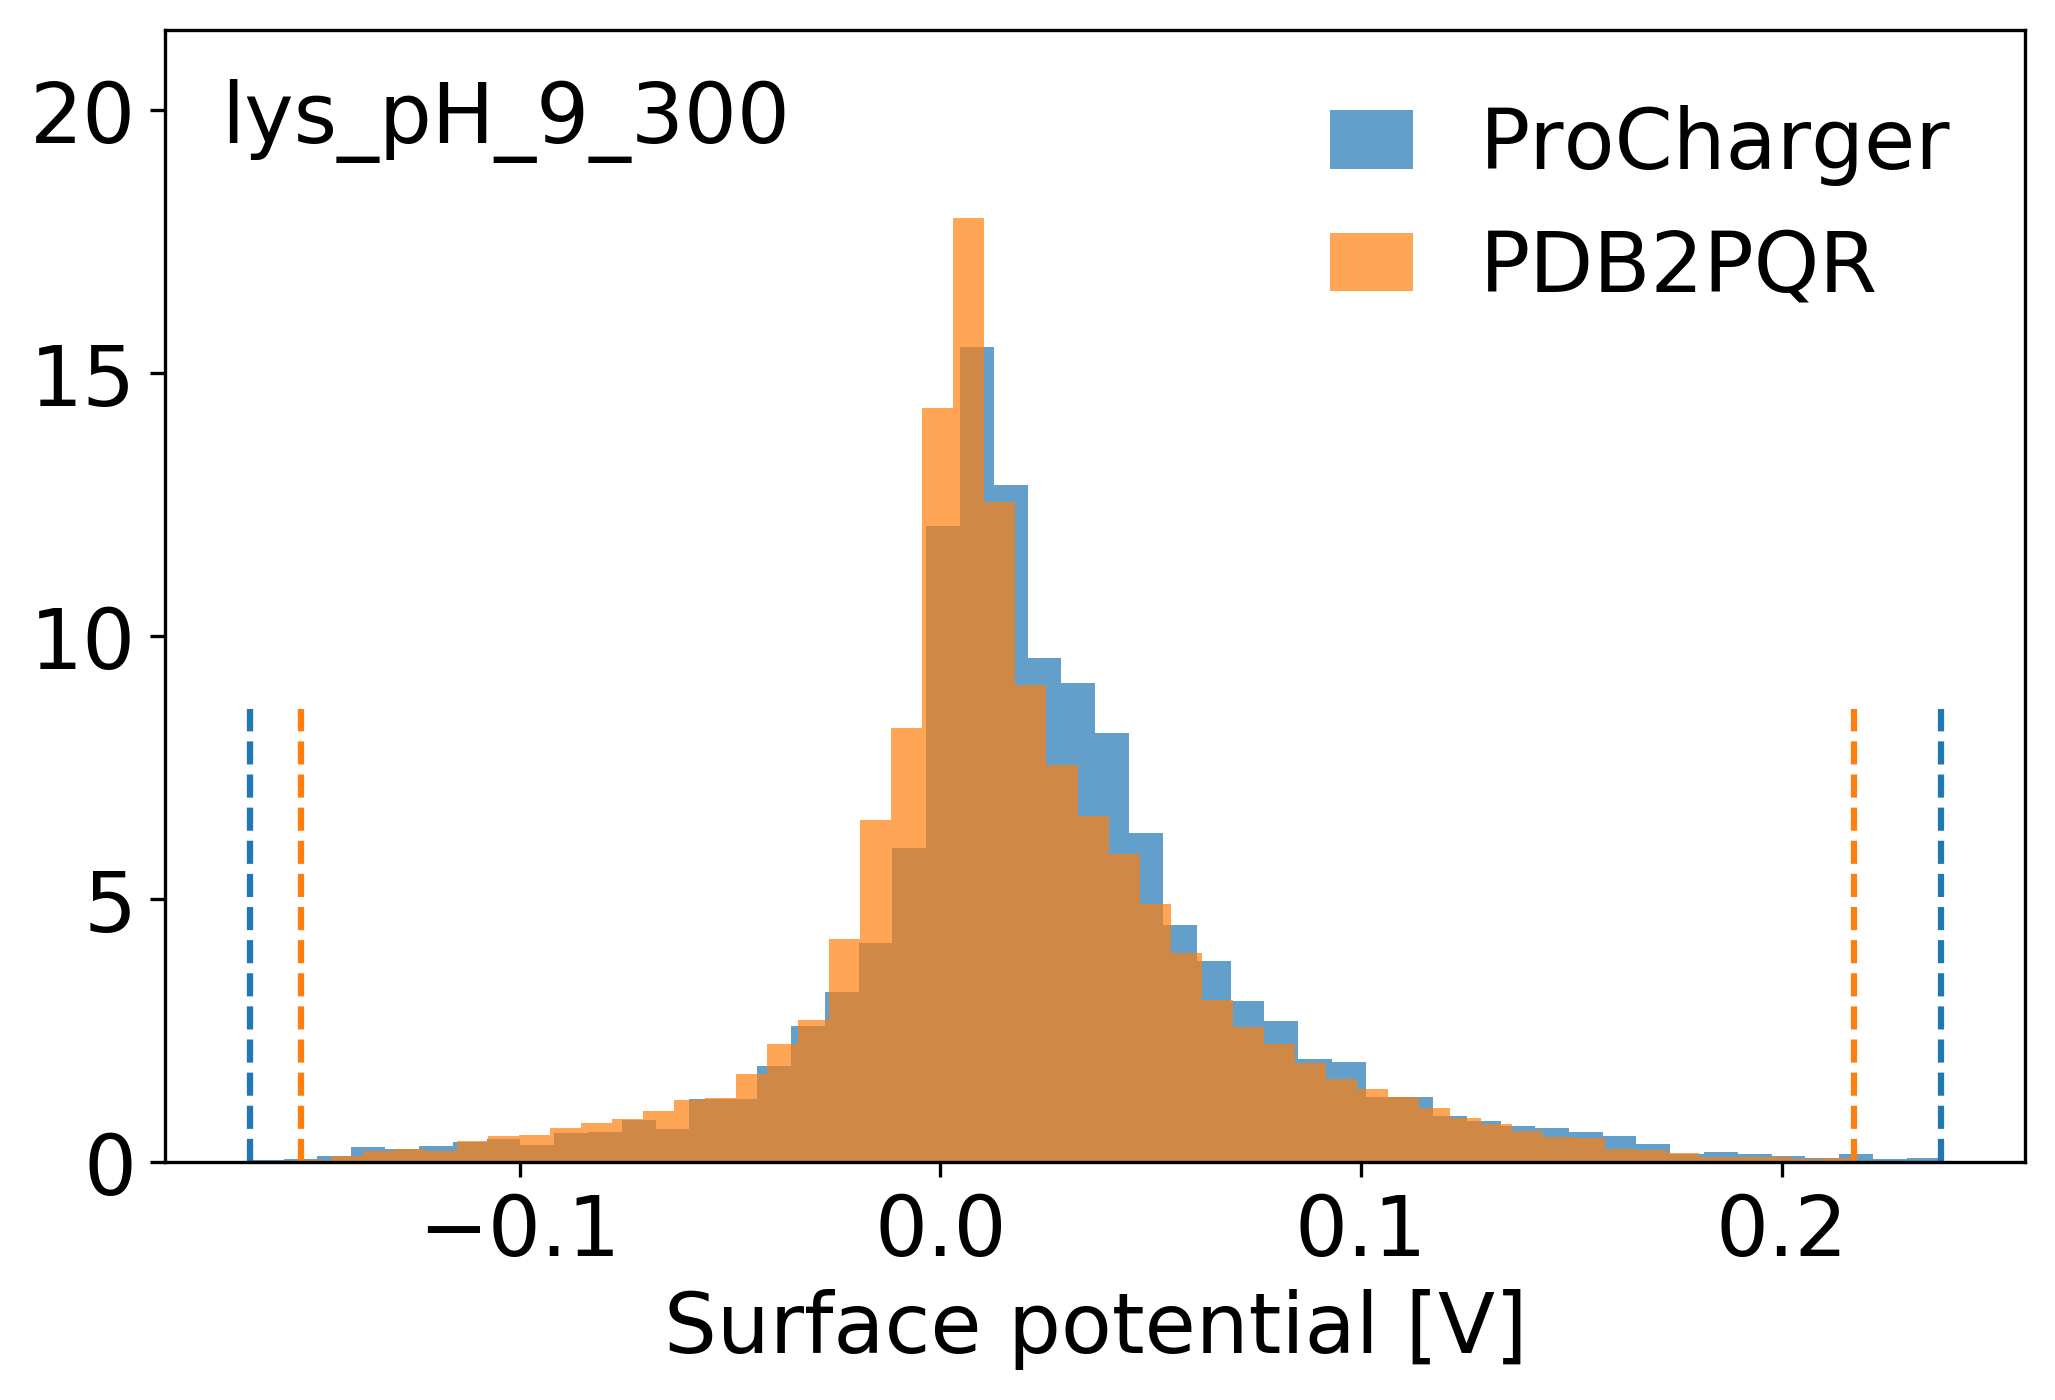 lys_pH_9_300
ProCharger
PDB2PQR
20
15
10
5
0
−0.1 0.0 0.1 0.2
Surface potential [V]